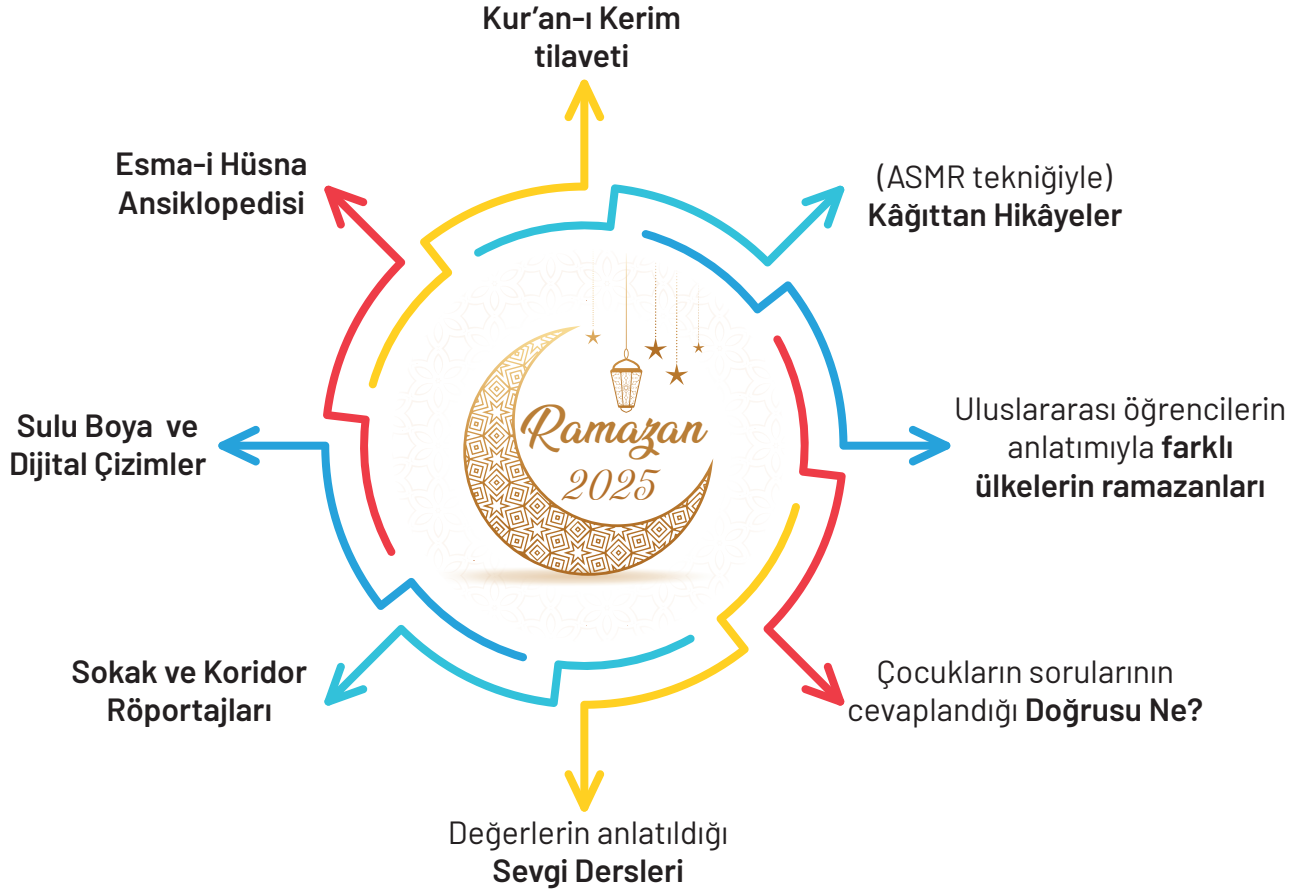 Kur’an-ı Kerim
tilaveti
(ASMR tekniğiyle)
Kâğıttan Hikâyeler
Uluslararası öğrencilerin
anlatımıyla farklı
ülkelerin ramazanları
Çocukların sorularının
cevaplandığı Doğrusu Ne?
Değerlerin anlatıldığı
Sevgi Dersleri
Sokak ve Koridor
Röportajları
Sulu Boya ve
Dijital Çizimler
Esma-i Hüsna
Ansiklopedisi
Ramazan
2025